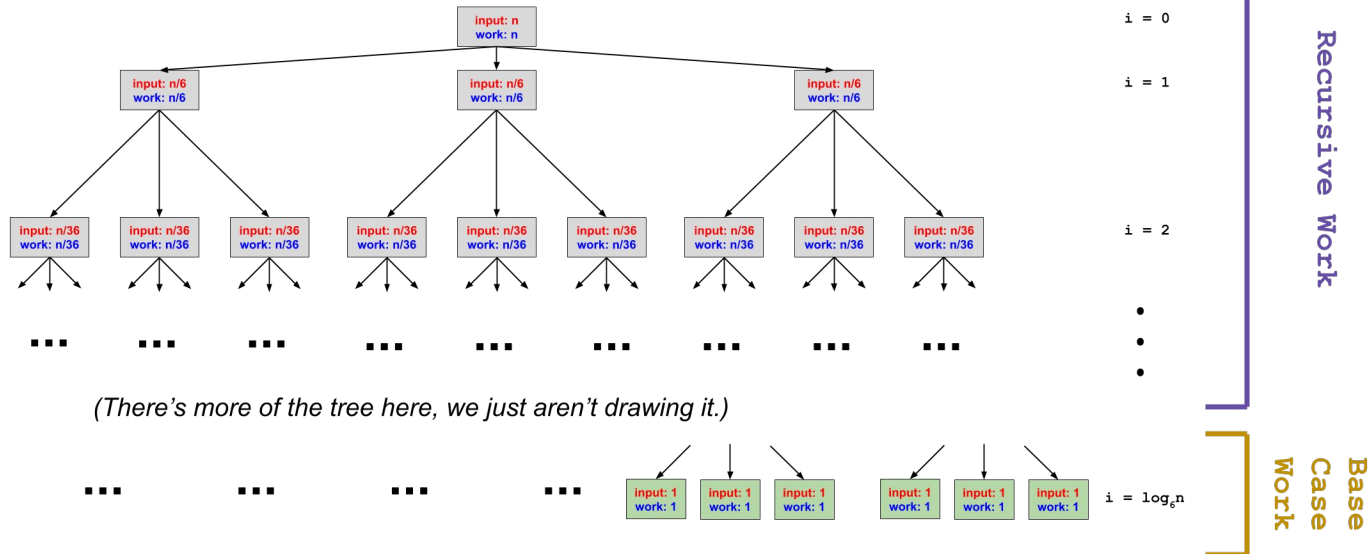 input: n
work: n
i = 0
input: n/6
work: n/6
input: n/6
work: n/6
input: n/6
work: n/6
i = 1
input: n/36
work: n/36
input: n/36
work: n/36
input: n/36
work: n/36
input: n/36
work: n/36
input: n/36
work: n/36
input: n/36
work: n/36
input: n/36
work: n/36
input: n/36
work: n/36
input: n/36
work: n/36
i = 2
Recursive Work
(There's more of the tree here, we just aren't drawing it.)
input: 1
work: 1
input: 1
work: 1
input: 1
work: 1
input: 1
work: 1
input: 1
work: 1
input: 1
work: 1
i = log₆n
Base
Case
Work